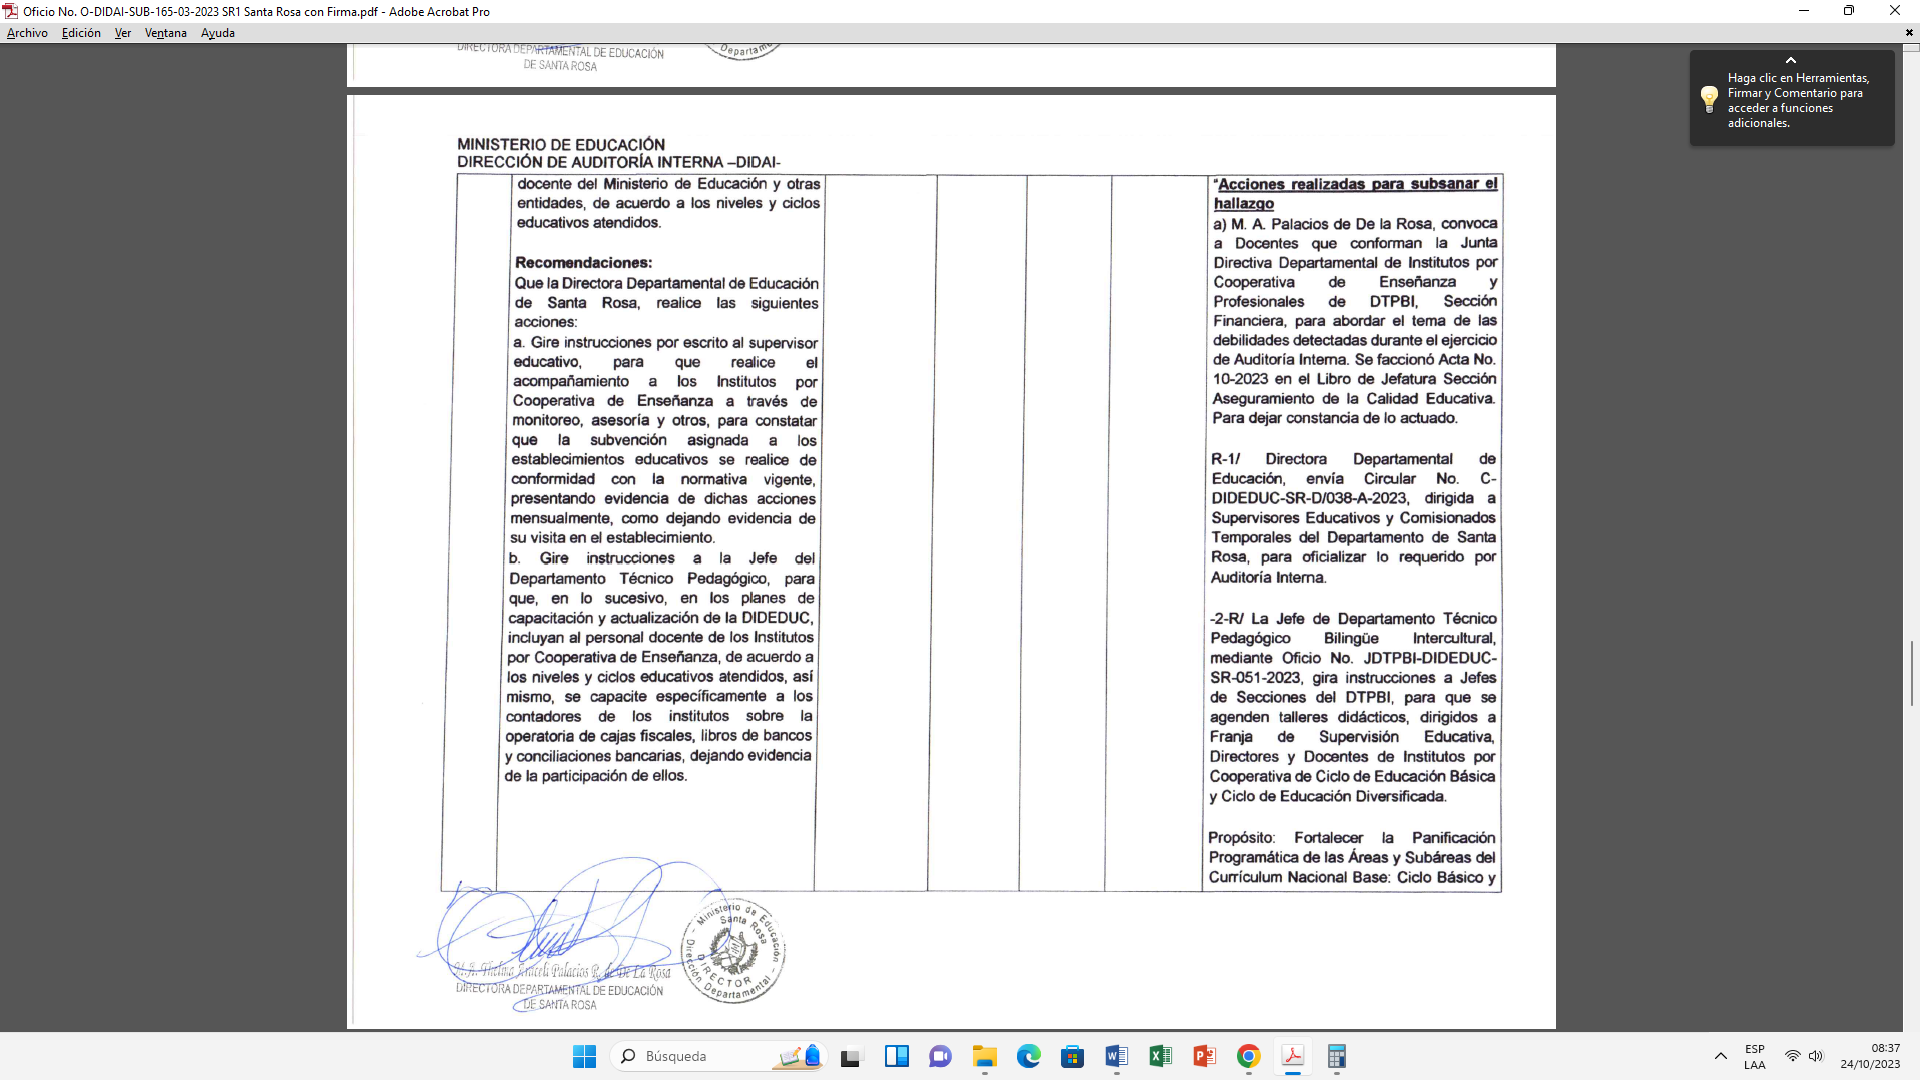 Oficio No. O-DIDAI-SUB-165-03-2023 SR1 Santa Rosa con Firma.pdf - Adobe Acrobat Pro
Archivo Edición Ver Ventana Ayuda
Haga clic en Herramientas,
Firmar y Comentario para
acceder a funciones
adicionales.
DIRECTORA DEPARTAMENTAL DE EDUCACIÓN
DE SANTA ROSA
Departamental
MINISTERIO DE EDUCACIÓN
DIRECCIÓN DE AUDITORÍA INTERNA –DIDAI-
docente del Ministerio de Educación y otras
entidades, de acuerdo a los niveles y ciclos
educativos atendidos.
Recomendaciones:
Que la Directora Departamental de Educación
de Santa Rosa, realice las siguientes
acciones:
a. Gire instrucciones por escrito al supervisor
educativo, para que realice el
acompañamiento a los Institutos por
Cooperativa de Enseñanza a través de
monitoreo, asesoría y otros, para constatar
que la subvención asignada a los
establecimientos educativos se realice de
conformidad con la normativa vigente,
presentando evidencia de dichas acciones
mensualmente, como dejando evidencia de
su visita en el establecimiento.
b. Gire instrucciones a la Jefe del
Departamento Técnico Pedagógico, para
que, en lo sucesivo, en los planes de
capacitación y actualización de la DIDEDUC,
incluyan al personal docente de los Institutos
por Cooperativa de Enseñanza, de acuerdo a
los niveles y ciclos educativos atendidos, así
mismo, se capacite específicamente a los
contadores de los institutos sobre la
operatoria de cajas fiscales, libros de bancos
y conciliaciones bancarias, dejando evidencia
de la participación de ellos.
"Acciones realizadas para subsanar el
hallazgo
a) M. A. Palacios de De la Rosa, convoca
a Docentes que conforman la Junta
Directiva Departamental de Institutos por
Cooperativa de Enseñanza y
Profesionales de DTPBI, Sección
Financiera, para abordar el tema de las
debilidades detectadas durante el ejercicio
de Auditoría Interna. Se faccionó Acta No.
10-2023 en el Libro de Jefatura Sección
Aseguramiento de la Calidad Educativa.
Para dejar constancia de lo actuado.
R-1/ Directora Departamental de
Educación, envía Circular No. C-
DIDEDUC-SR-D/038-A-2023, dirigida a
Supervisores Educativos y Comisionados
Temporales del Departamento de Santa
Rosa, para oficializar lo requerido por
Auditoría Interna.
-2-R/ La Jefe de Departamento Técnico
Pedagógico Bilingüe Intercultural,
mediante Oficio No. JDTPBI-DIDEDUC-
SR-051-2023, gira instrucciones a Jefes
de Secciones del DTPBI, para que se
agenden talleres didácticos, dirigidos a
Franja de Supervisión Educativa,
Directores y Docentes de Institutos por
Cooperativa de Ciclo de Educación Básica
y Ciclo de Educación Diversificada.
Propósito: Fortalecer la Panificación
Programática de las Áreas y Subáreas del
Currículum Nacional Base: Ciclo Básico y
M.A. Thelma Araceli Palacios R. de De La Rosa
DIRECTORA DEPARTAMENTAL DE EDUCACIÓN
DE SANTA ROSA
Ministerio de Educación
Santa Rosa
DIRECTOR
Dirección Departamental
Búsqueda
ESP
LAA
08:37
24/10/2023